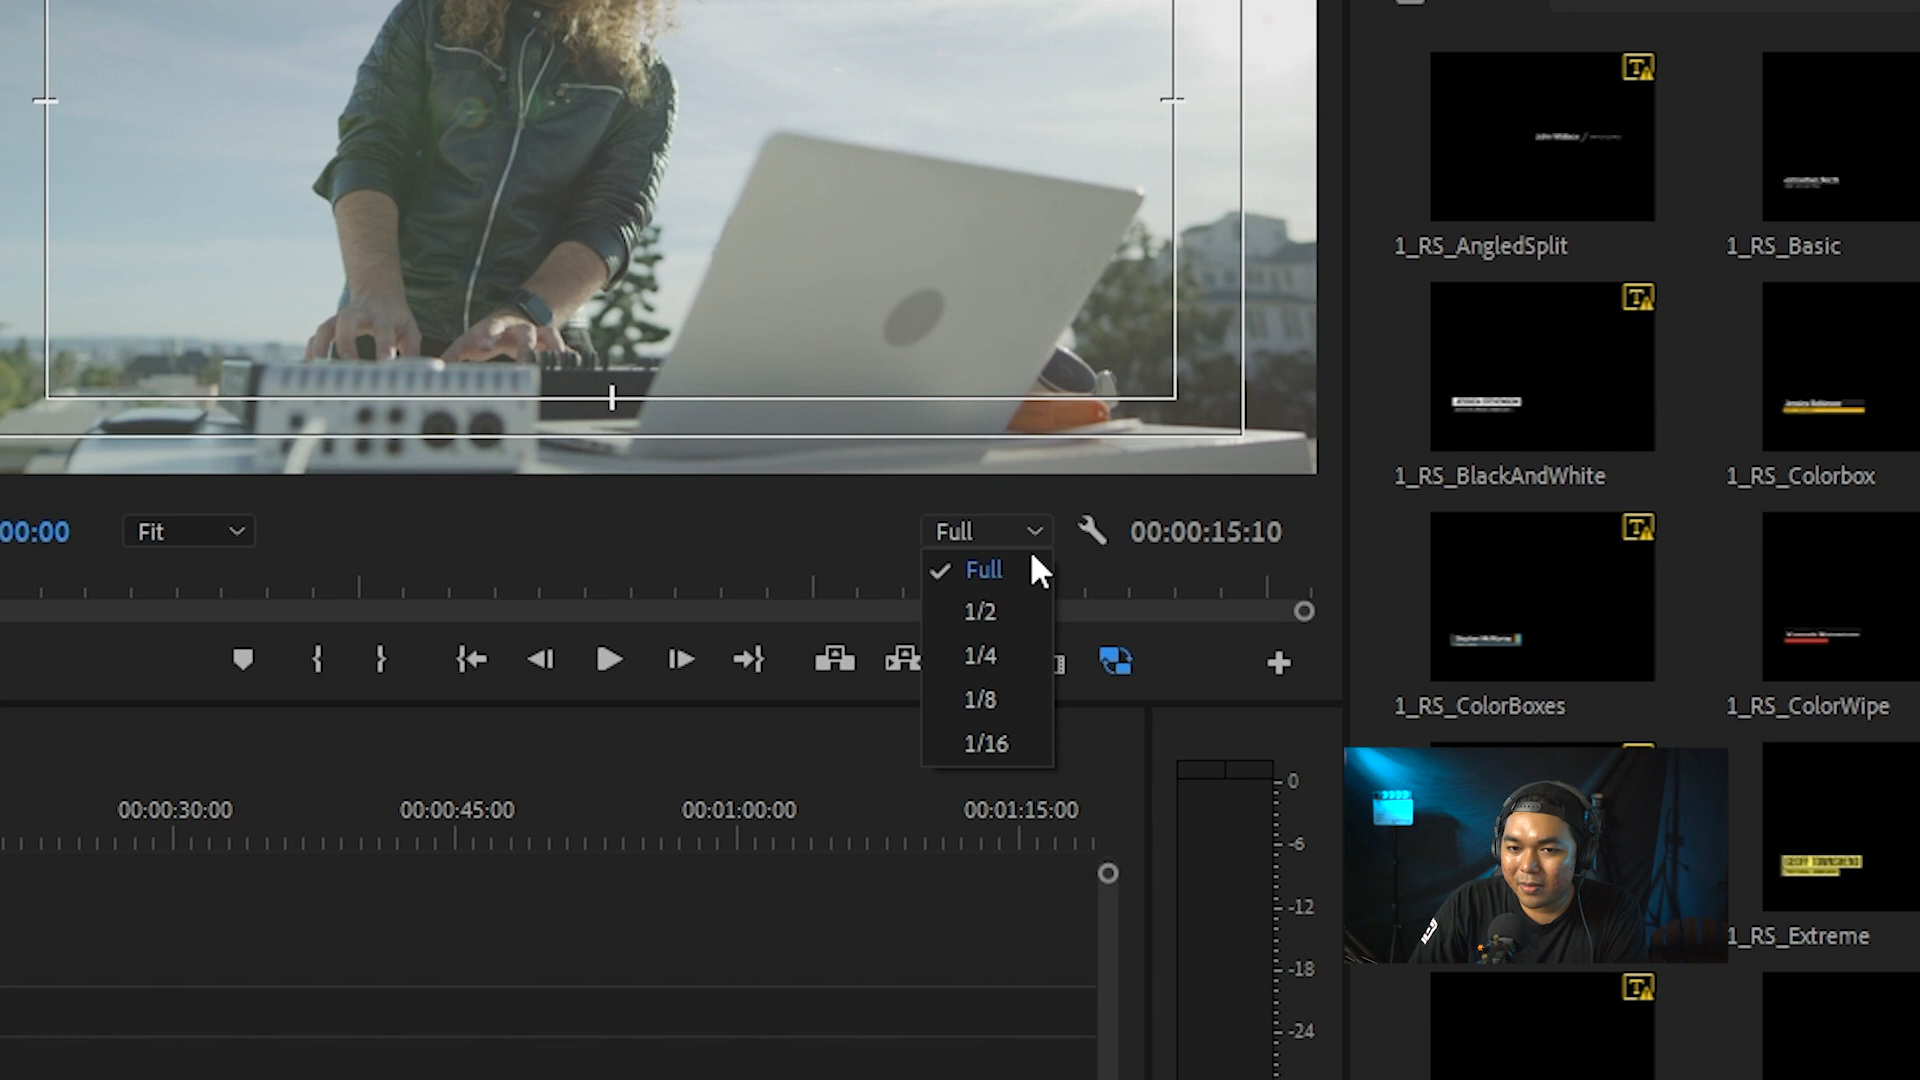 1_RS_AngledSplit
1_RS_Basic
1_RS_BlackAndWhite
1_RS_Colorbox
00:00
Fit
Full
00:00:15:10
Full
1/2
1/4
1/8
1/16
1_RS_ColorBoxes
1_RS_ColorWipe
00:00:30:00
00:00:45:00
00:01:00:00
00:01:15:00
0
-6
-12
-18
-24
1_RS_Extreme